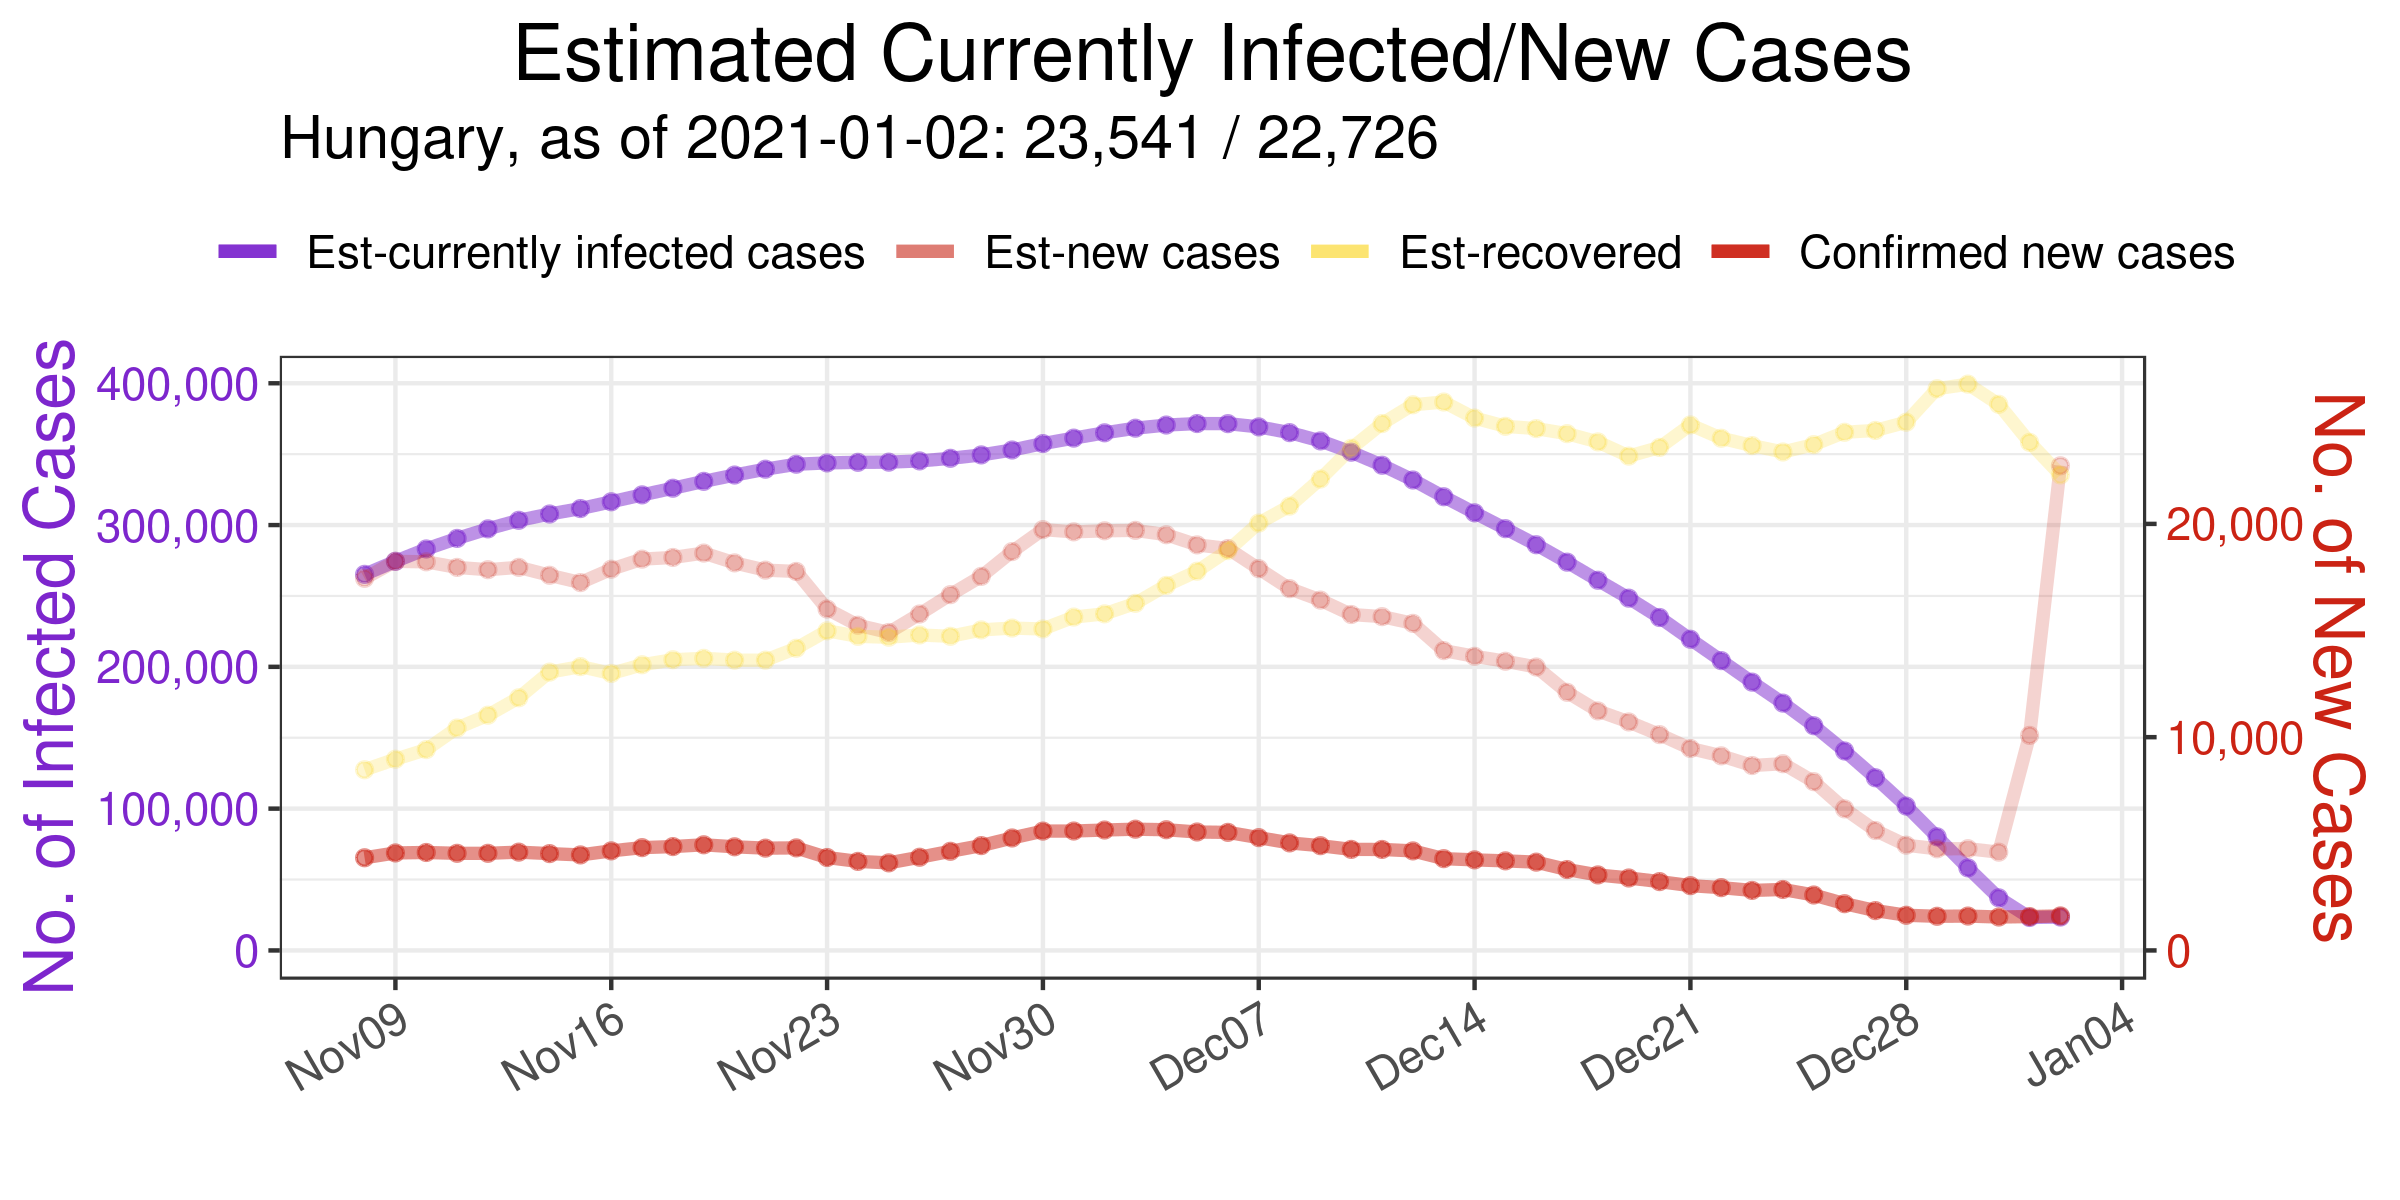 Estimated Currently Infected/New Cases
Hungary, as of 2021-01-02: 23,541 / 22,726
Est-currently infected cases Est-new cases Est-recovered Confirmed new cases
No. of Infected Cases
400,000
300,000
200,000
100,000
0
20,000
10,000
0
No. of New Cases
Nov09 Nov16 Nov23 Nov30 Dec07 Dec14 Dec21 Dec28 Jan04